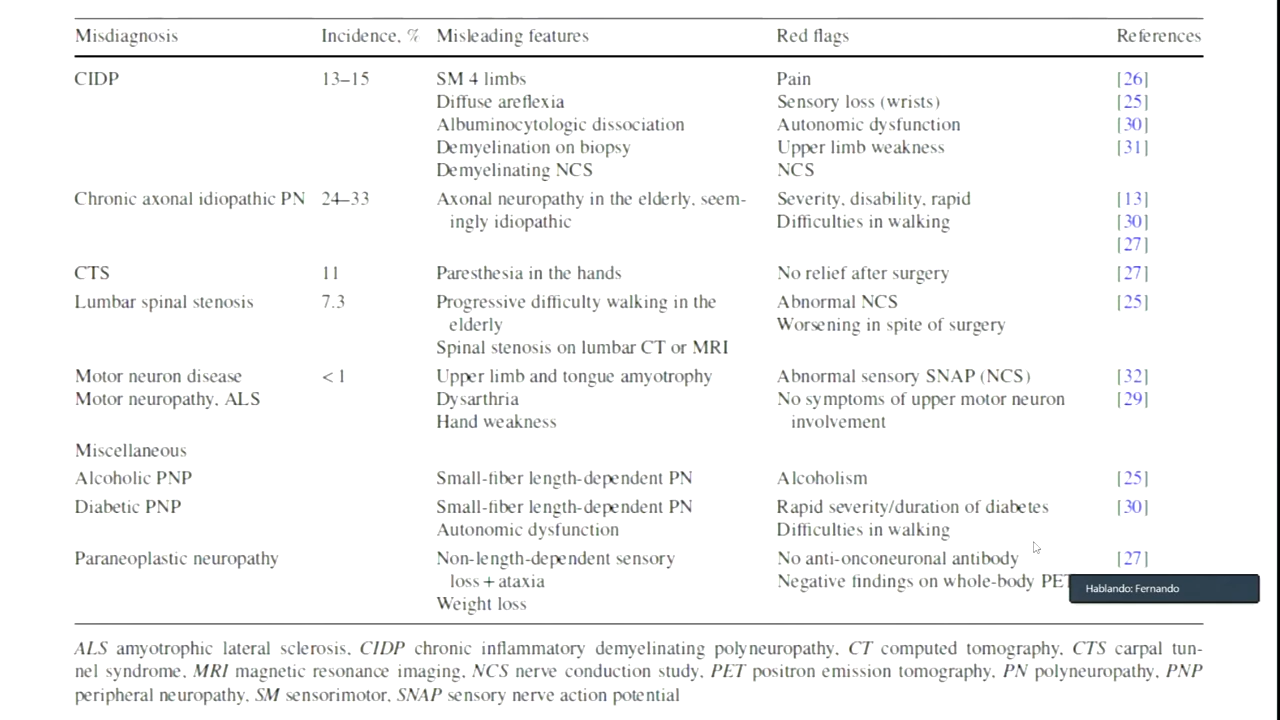 Misdiagnosis Incidence, % Misleading features Red flags References
CIDP 13–15 SM 4 limbs Pain [26]
Diffuse areflexia Sensory loss (wrists) [25]
Albuminocytologic dissociation Autonomic dysfunction [30]
Demyelination on biopsy Upper limb weakness [31]
Demyelinating NCS NCS
Chronic axonal idiopathic PN 24–33 Axonal neuropathy in the elderly, seem- Severity, disability, rapid [13]
ingly idiopathic Difficulties in walking [30]
[27]
CTS 11 Paresthesia in the hands No relief after surgery [27]
Lumbar spinal stenosis 7.3 Progressive difficulty walking in the Abnormal NCS [25]
elderly Worsening in spite of surgery
Spinal stenosis on lumbar CT or MRI
Motor neuron disease < 1 Upper limb and tongue amyotrophy Abnormal sensory SNAP (NCS) [32]
Motor neuropathy, ALS Dysarthria No symptoms of upper motor neuron [29]
Hand weakness involvement
Miscellaneous
Alcoholic PNP Small-fiber length-dependent PN Alcoholism [25]
Diabetic PNP Small-fiber length-dependent PN Rapid severity/duration of diabetes [30]
Autonomic dysfunction Difficulties in walking
Paraneoplastic neuropathy Non-length-dependent sensory No anti-onconeuronal antibody [27]
loss + ataxia Negative findings on whole-body PET
Hablando: Fernando
Weight loss
ALS amyotrophic lateral sclerosis, CIDP chronic inflammatory demyelinating polyneuropathy, CT computed tomography, CTS carpal tun-
nel syndrome, MRI magnetic resonance imaging, NCS nerve conduction study, PET positron emission tomography, PN polyneuropathy, PNP
peripheral neuropathy, SM sensorimotor, SNAP sensory nerve action potential